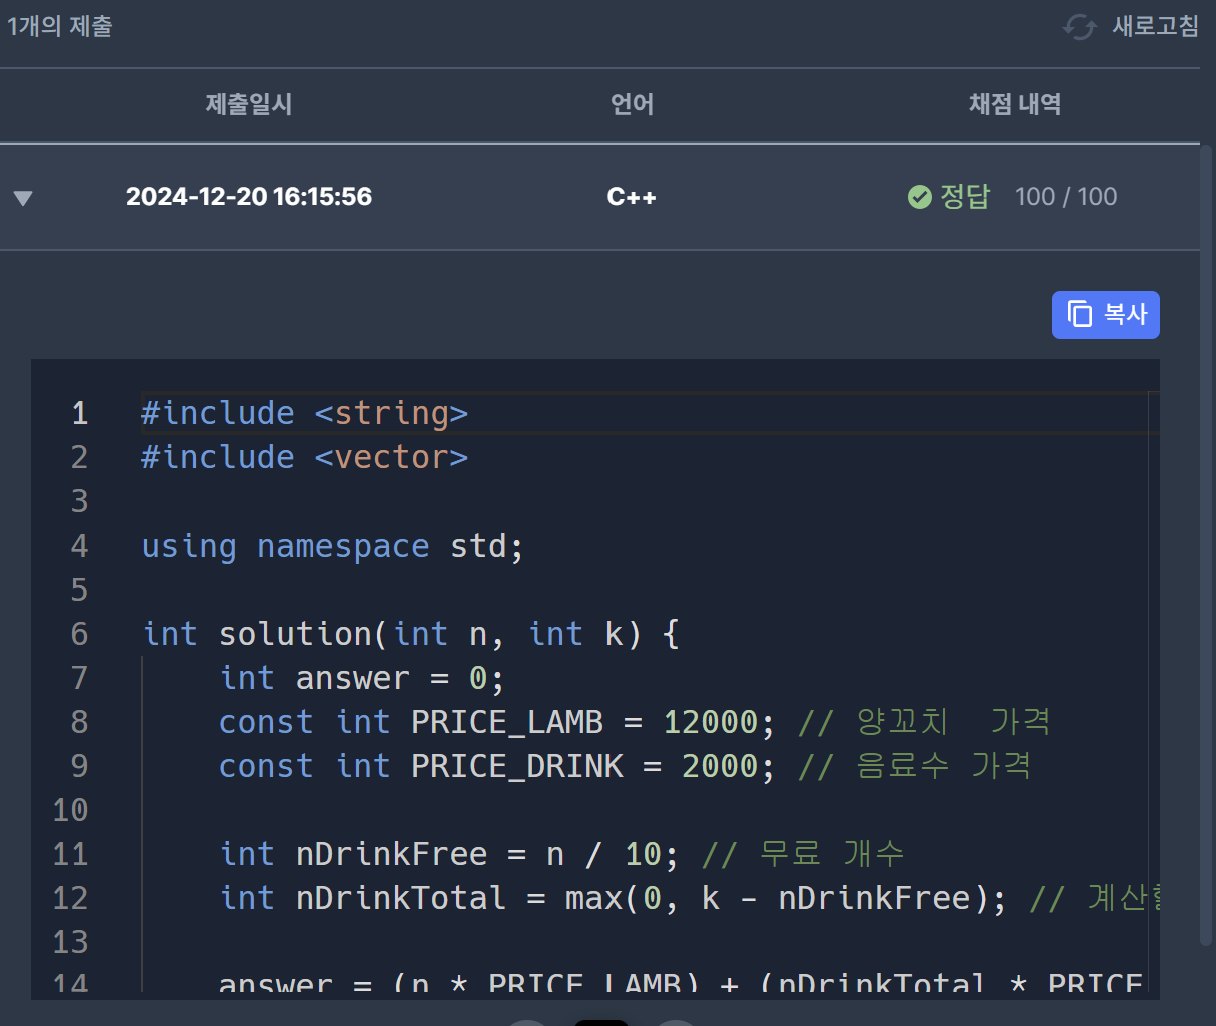 1개의 제출
새로고침
제출일시 언어 채점 내역
2024-12-20 16:15:56 C++ 정답 100 / 100
복사
1 #include <string>
2 #include <vector>
3
4 using namespace std;
5
6 int solution(int n, int k) {
7 int answer = 0;
8 const int PRICE_LAMB = 12000; // 양꼬치  가격
9 const int PRICE_DRINK = 2000; // 음료수 가격
10
11 int nDrinkFree = n / 10; // 무료 개수
12 int nDrinkTotal = max(0, k - nDrinkFree); //
13
14 answer = (n * PRICE_LAMB) + (nDrinkTotal * PRICE